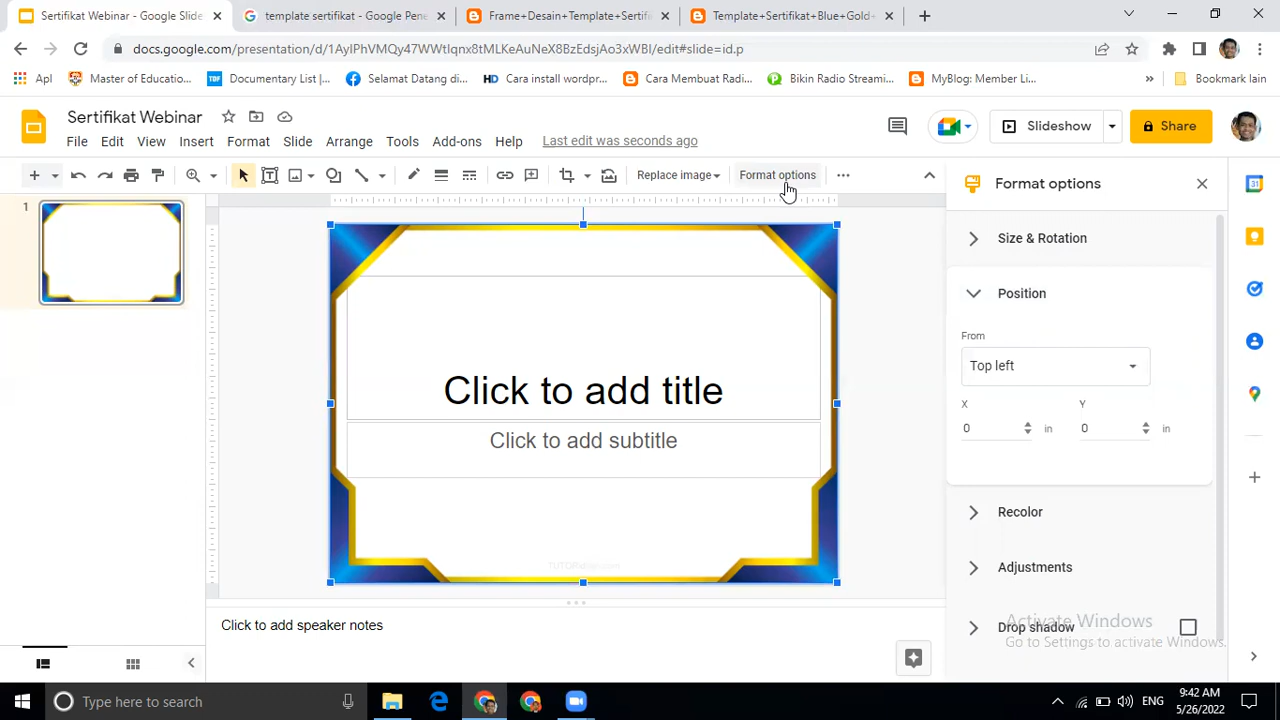 Sertifikat Webinar - Google Slide
template sertifikat - Google Pene
Frame+Desain+Template+Sertifi
Template+Sertifikat+Blue+Gold+
docs.google.com/presentation/d/1AyIPhVMQy47WWtIqnx8tMLKeAuNeX8BzEdsjAo3xWBI/edit#slide=id.p
Apl
Master of Educatio...
TDF
Documentary List |...
Selamat Datang di...
HD
Cara install wordpr...
Cara Membuat Radi...
Bikin Radio Streami...
MyBlog: Member Li...
Bookmark lain
Sertifikat Webinar
File Edit View Insert Format Slide Arrange Tools Add-ons Help
Last edit was seconds ago
Slideshow
Share
Replace image
Format options
Format options
1
Size & Rotation
Position
From
Top left
X
Y
0
in
0
in
Click to add title
Click to add subtitle
Recolor
Adjustments
Drop shadow
Activate Windows
Go to Settings to activate Windows.
Click to add speaker notes
Type here to search
ENG
9:42 AM
5/26/2022